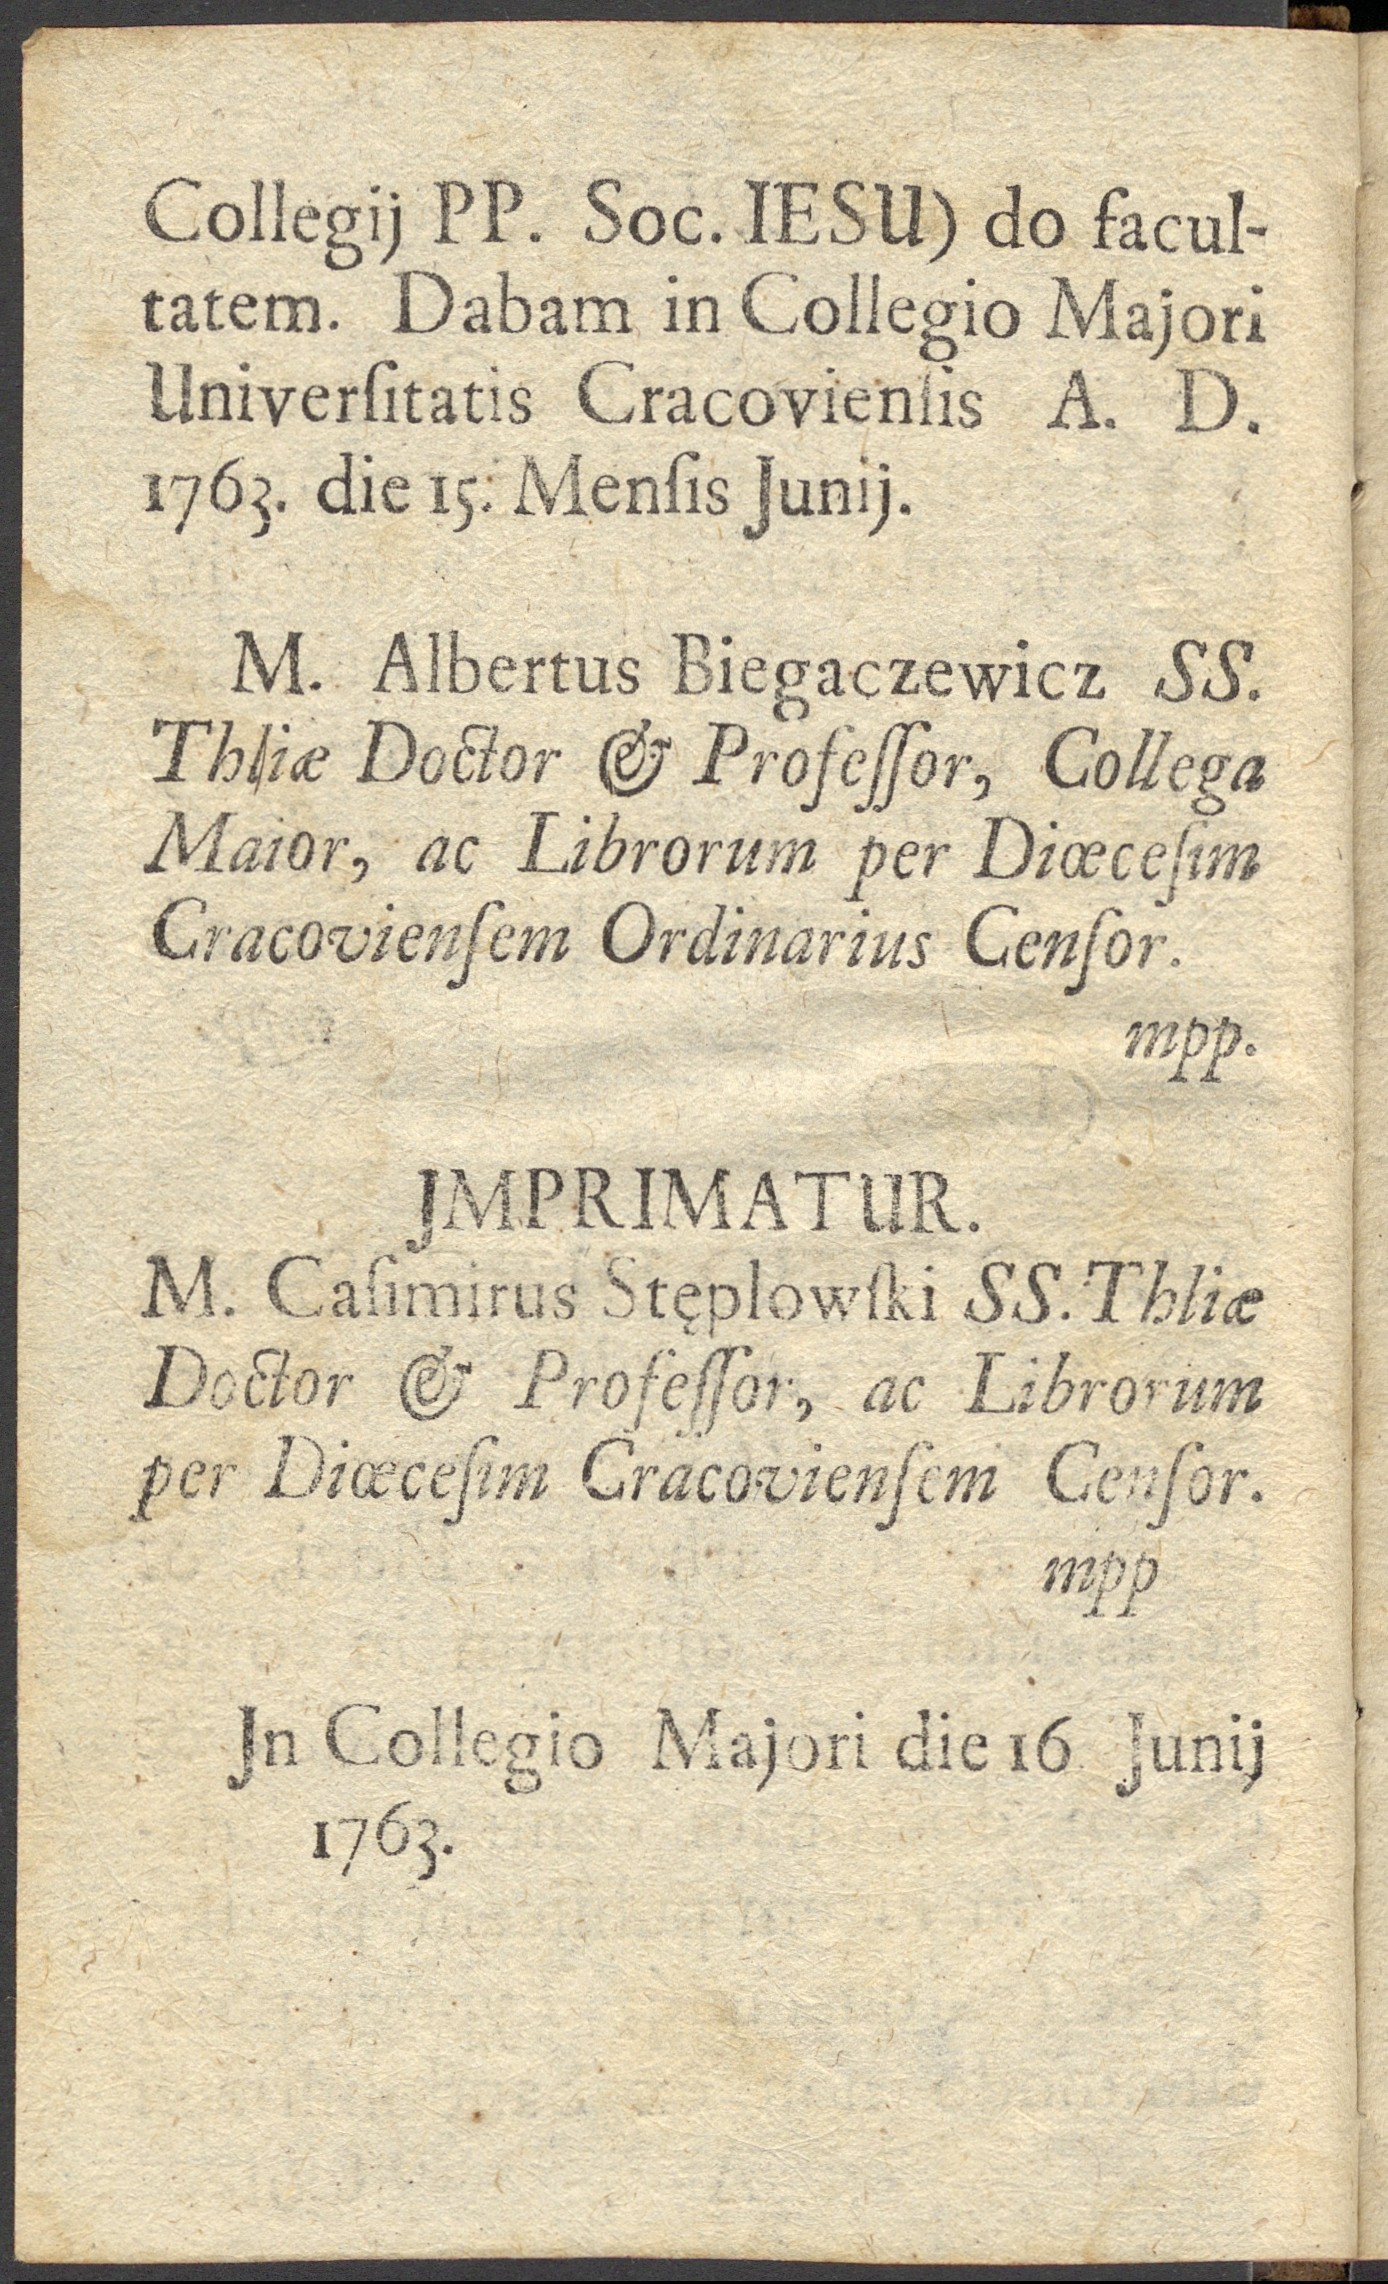 Collegij PP. Soc. IESU) do facul-
tatem. Dabam in Collegio Majori
Univerſitatis Cracovienſis A. D.
1763. die 15. Menſis Junij.
M. Albertus Biegaczewicz SS.
Thliæ Doctor & Profeſſor, Collega
Maior, ac Librorum per Diœceſim
Cracovienſem Ordinarius Cenſor.
mpp.
JMPRIMATUR.
M. Caſimirus Stęplowſki SS. Thliæ
Doctor & Profeſſor, ac Librorum
per Diœceſim Cracovienſem Cenſor.
mpp
Jn Collegio Majori die 16 Junij
1763.